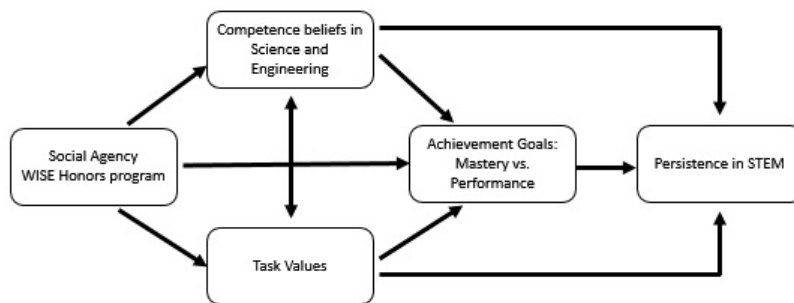 Competence beliefs in
Science and
Engineering
Social Agency
WISE Honors program
Achievement Goals:
Mastery vs.
Performance
Persistence in STEM
Task Values